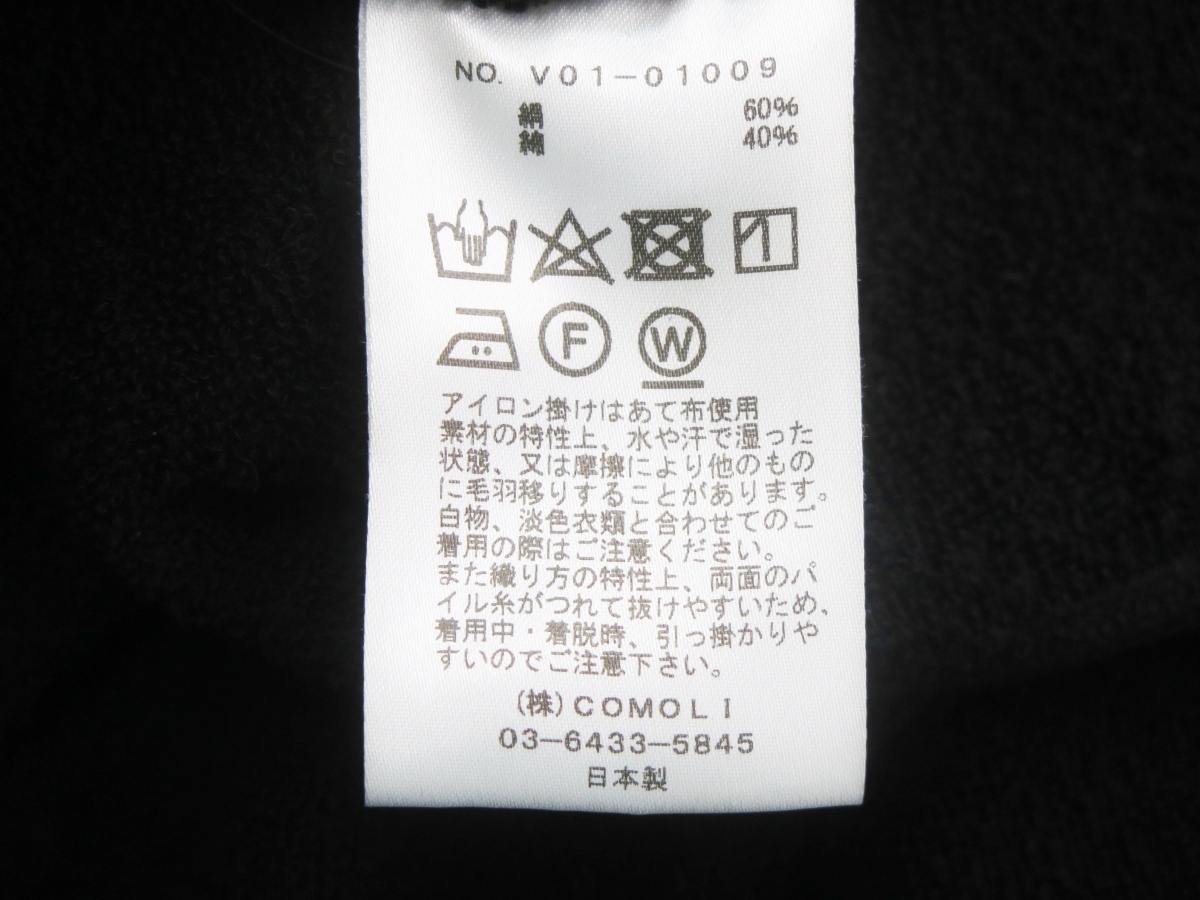 NO. V01-01009
絹 60%
綿 40%
F W
アイロン掛けはあて布使用
素材の特性上、水や汗で湿った
状態、又は摩擦により他のもの
に毛羽移りすることがあります。
白物、淡色衣類と合わせてのご
着用の際はご注意ください。
また織り方の特性上、両面のパ
イル糸がつれて抜けやすいため、
着用中・着脱時、引っ掛かりや
すいのでご注意下さい。
(株)COMOLI
03-6433-5845
日本製